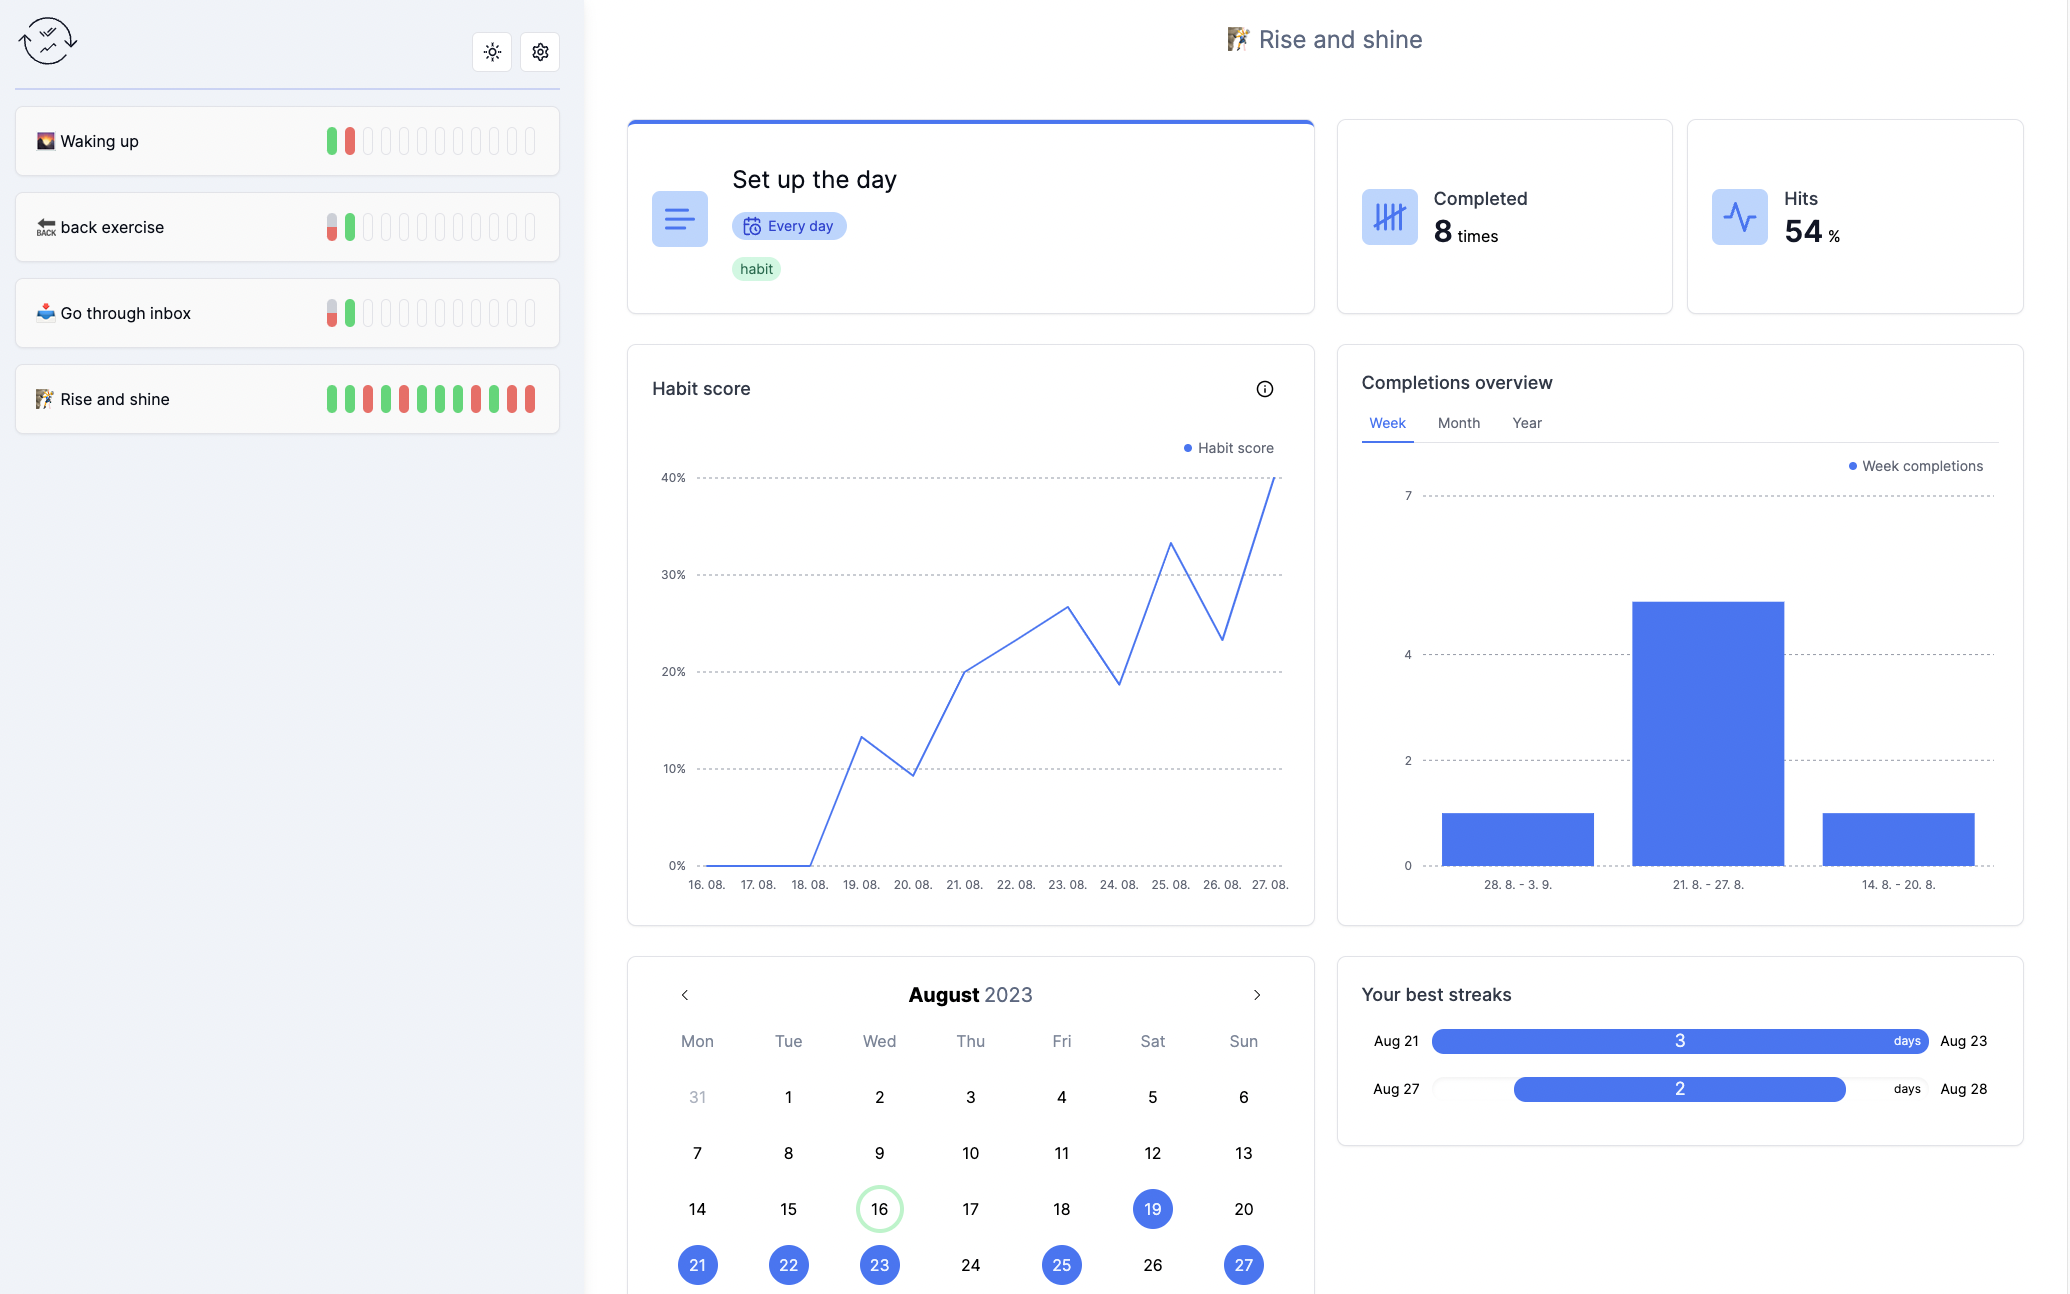 Waking up
BACK
back exercise
Go through inbox
Rise and shine
Rise and shine
Set up the day
Every day
habit
Completed
8 times
Hits
54 %
Habit score
Habit score
40%
30%
20%
10%
0%
16. 08. 17. 08. 18. 08. 19. 08. 20. 08. 21. 08. 22. 08. 23. 08. 24. 08. 25. 08. 26. 08. 27. 08.
Completions overview
Week Month Year
Week completions
7
4
2
0
28. 8. - 3. 9. 21. 8. - 27. 8. 14. 8. - 20. 8.
August 2023
Mon Tue Wed Thu Fri Sat Sun
31 1 2 3 4 5 6
7 8 9 10 11 12 13
14 15 16 17 18 19 20
21 22 23 24 25 26 27
Your best streaks
Aug 21 3 days Aug 23
Aug 27 2 days Aug 28